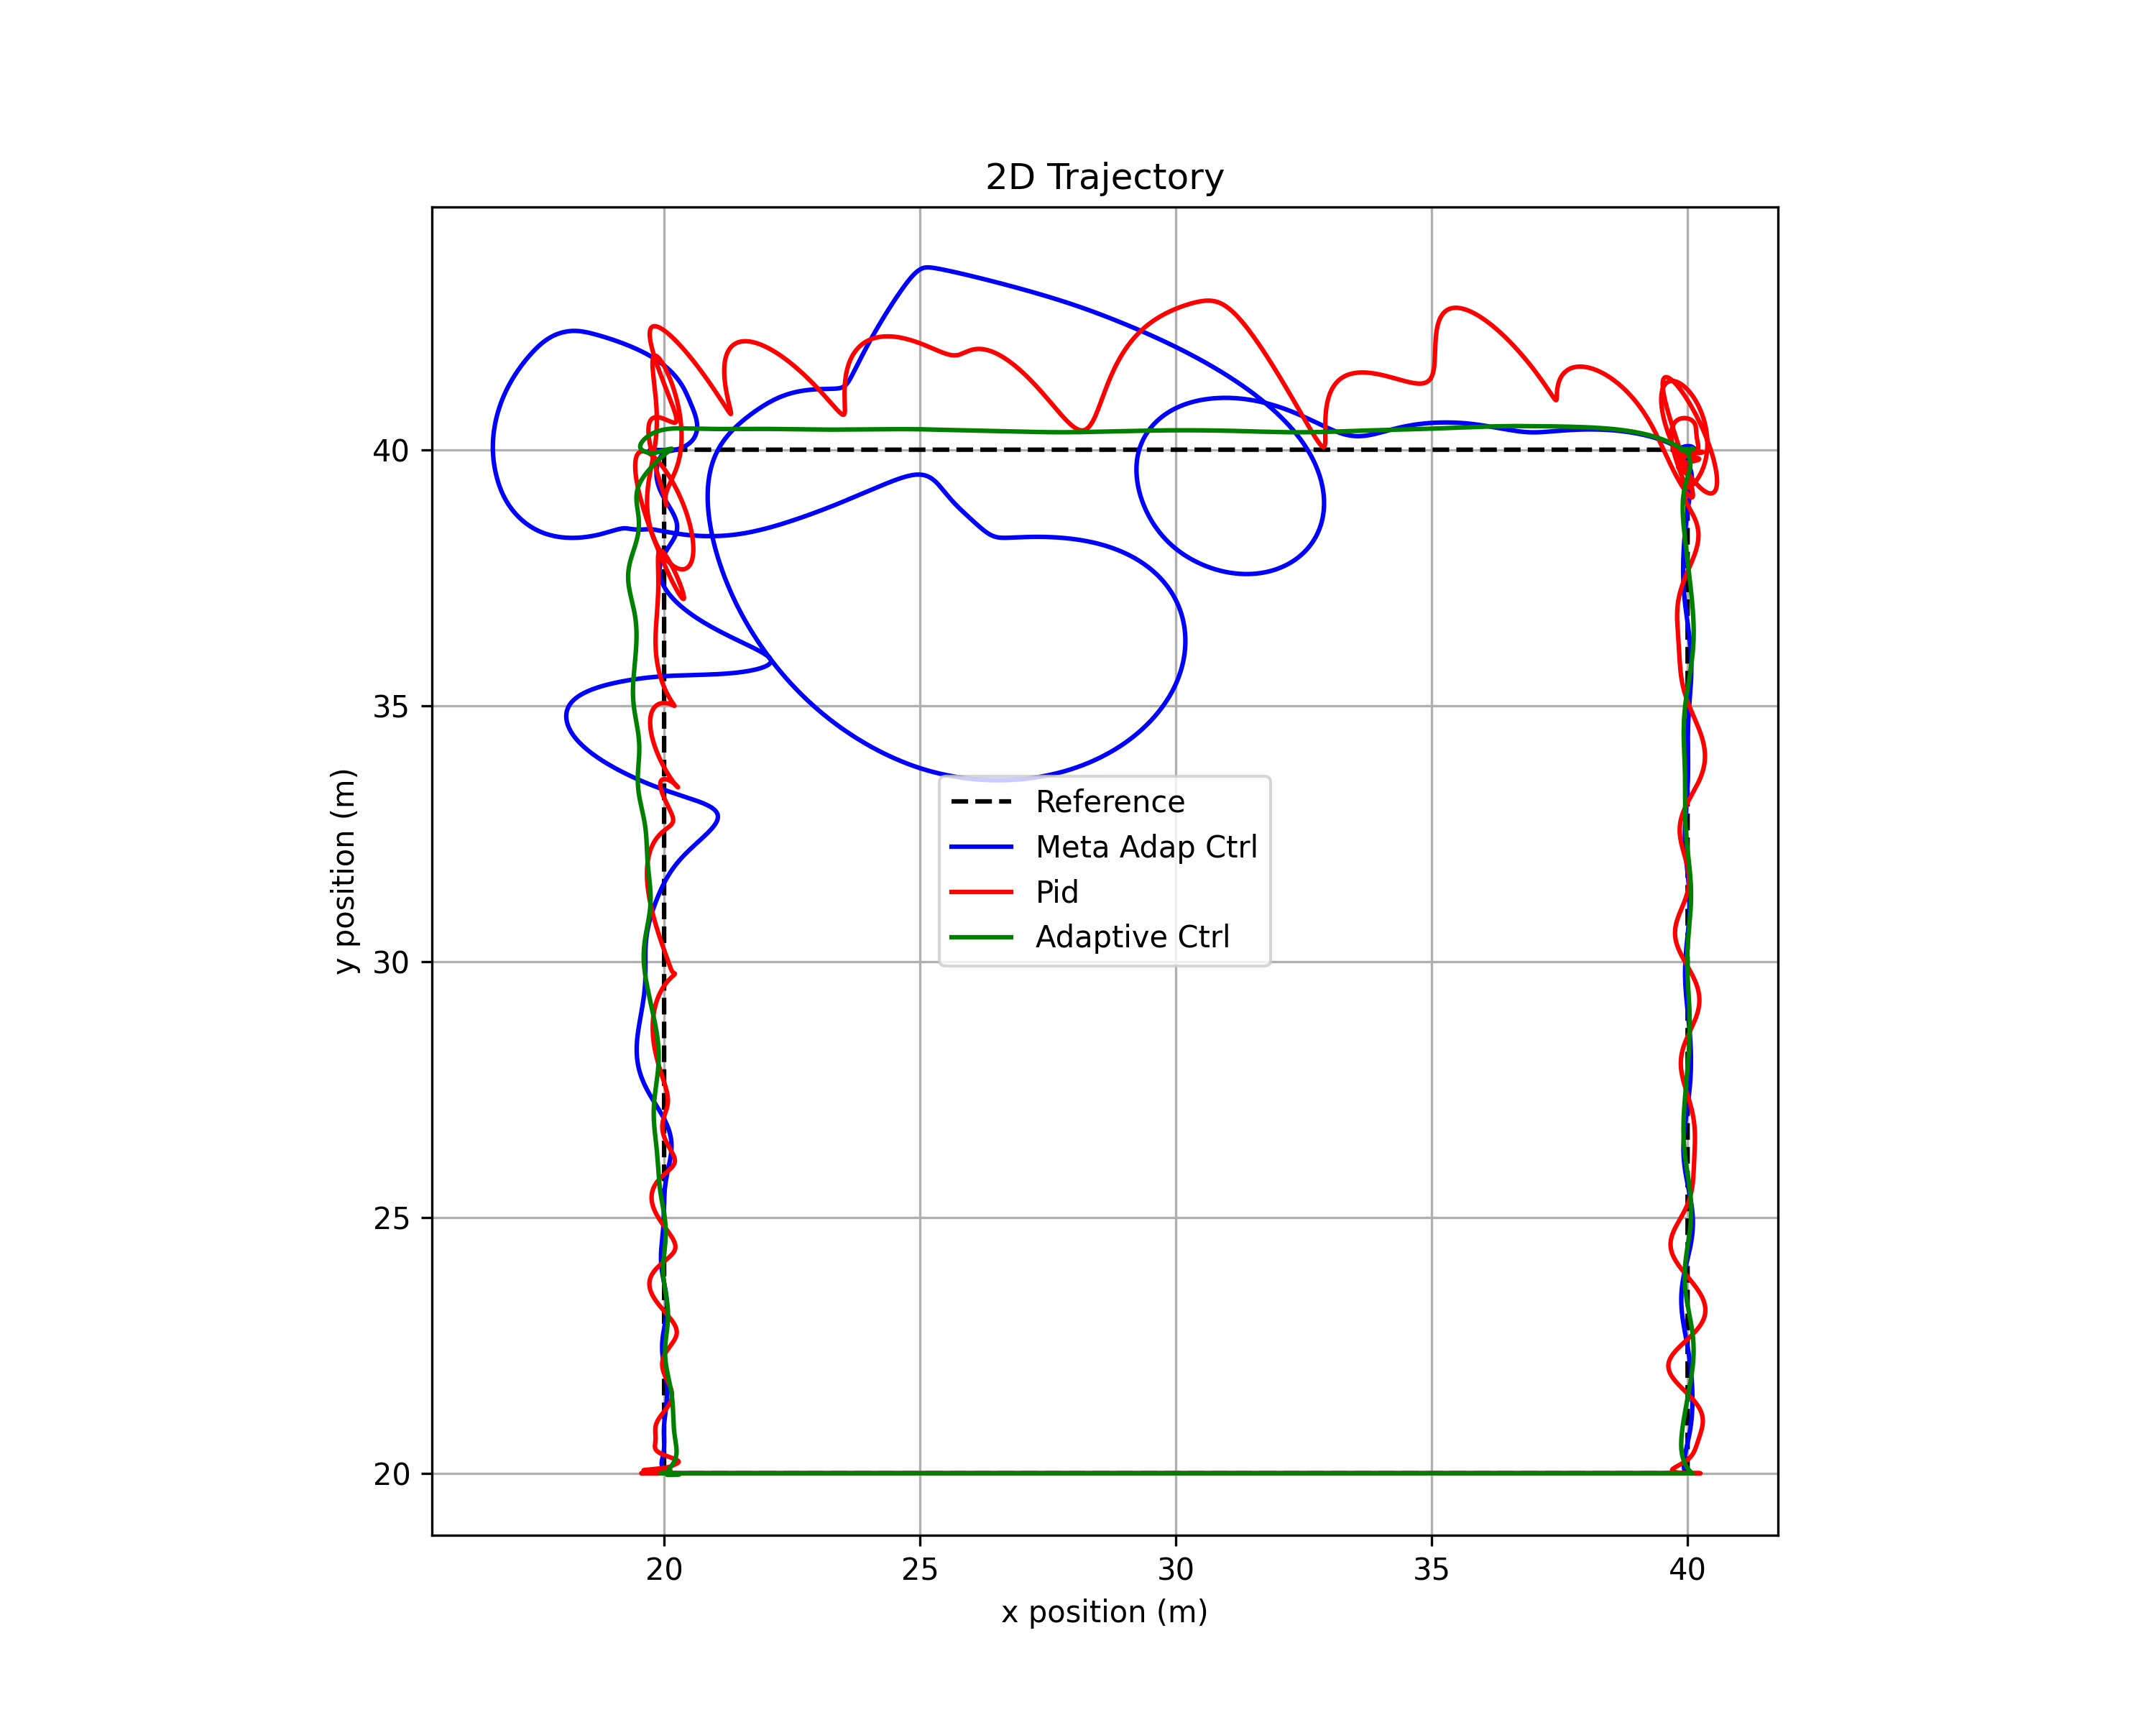 2D Trajectory
y position (m)
40
35
30
25
20
Reference
Meta Adap Ctrl
Pid
Adaptive Ctrl
20 25 30 35 40
x position (m)